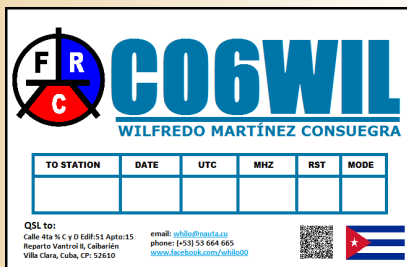 F R
C
CO6WIL
WILFREDO MARTÍNEZ CONSUEGRA
TO STATION DATE UTC MHZ RST MODE
QSL to:
Calle 4ta % C y D Edif:51 Apto:15
Reparto Vantroi II, Caibarién
Villa Clara, Cuba, CP: 52610
email: whilo@nauta.cu
phone: (+53) 53 664 665
www.facebook.com/whilo00